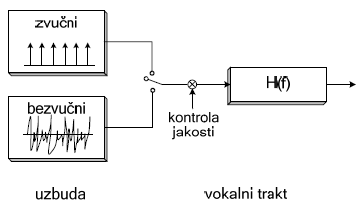 zvučni
bezvučni
kontrola
jakosti
H(f)
uzbuda
vokalni trakt